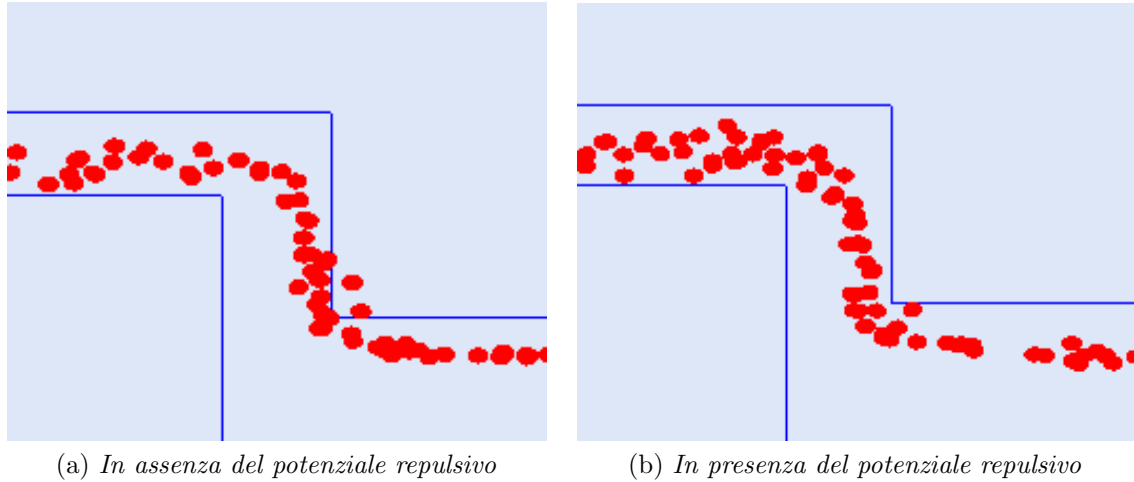 (a) In assenza del potenziale repulsivo
(b) In presenza del potenziale repulsivo